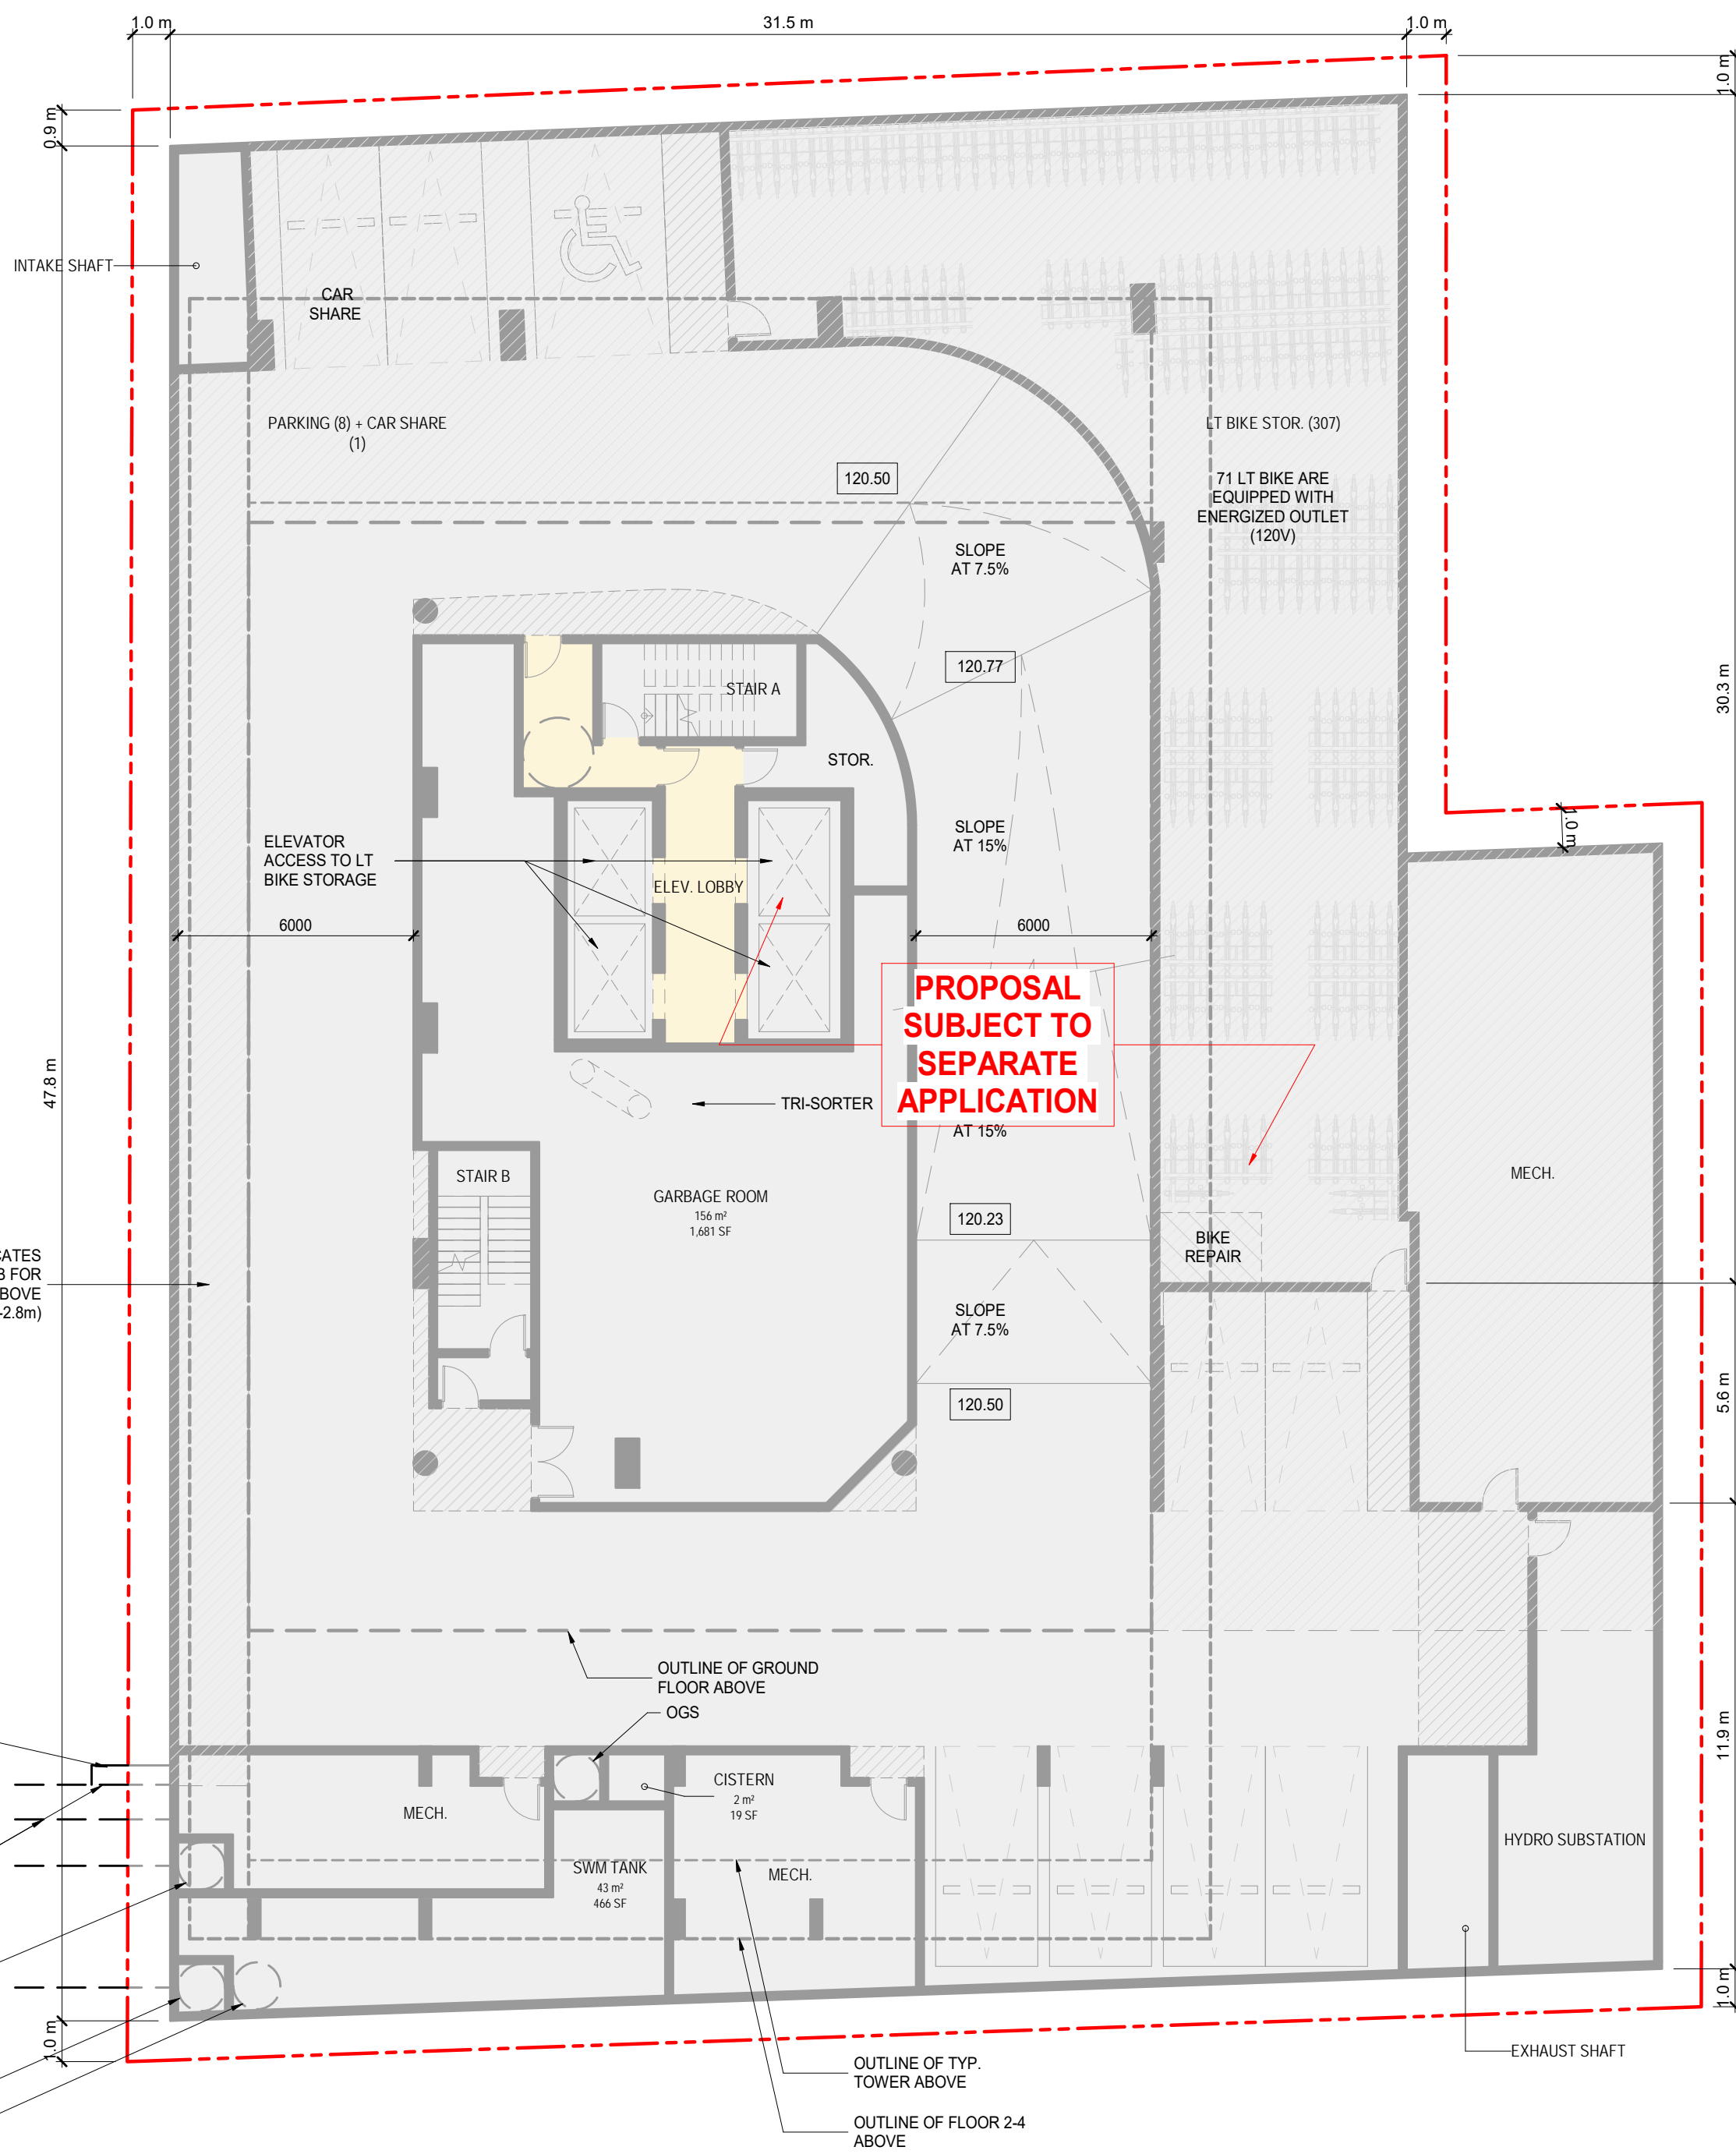 1.0 m
31.5 m
1.0 m
1.0 m
0.9 m
INTAKE SHAFT
CAR
SHARE
PARKING (8) + CAR SHARE
(1)
LT BIKE STOR. (307)
120.50
71 LT BIKE ARE
EQUIPPED WITH
ENERGIZED OUTLET
(120V)
SLOPE
AT 7.5%
120.77
30.3 m
STAIR A
STOR.
1.0 m
ELEVATOR
ACCESS TO LT
BIKE STORAGE
SLOPE
AT 15%
ELEV. LOBBY
6000
6000
PROPOSAL
SUBJECT TO
SEPARATE
APPLICATION
47.8 m
TRI-SORTER
AT 15%
STAIR B
MECH.
GARBAGE ROOM
156 m²
1,681 SF
120.23
BIKE
REPAIR
CATES
B FOR
BOVE
-2.8m)
SLOPE
AT 7.5%
120.50
5.6 m
OUTLINE OF GROUND
FLOOR ABOVE
OGS
11.9 m
CISTERN
2 m²
19 SF
MECH.
HYDRO SUBSTATION
SWM TANK
43 m²
466 SF
MECH.
1.0 m
1.0 m
EXHAUST SHAFT
OUTLINE OF TYP.
TOWER ABOVE
OUTLINE OF FLOOR 2-4
ABOVE